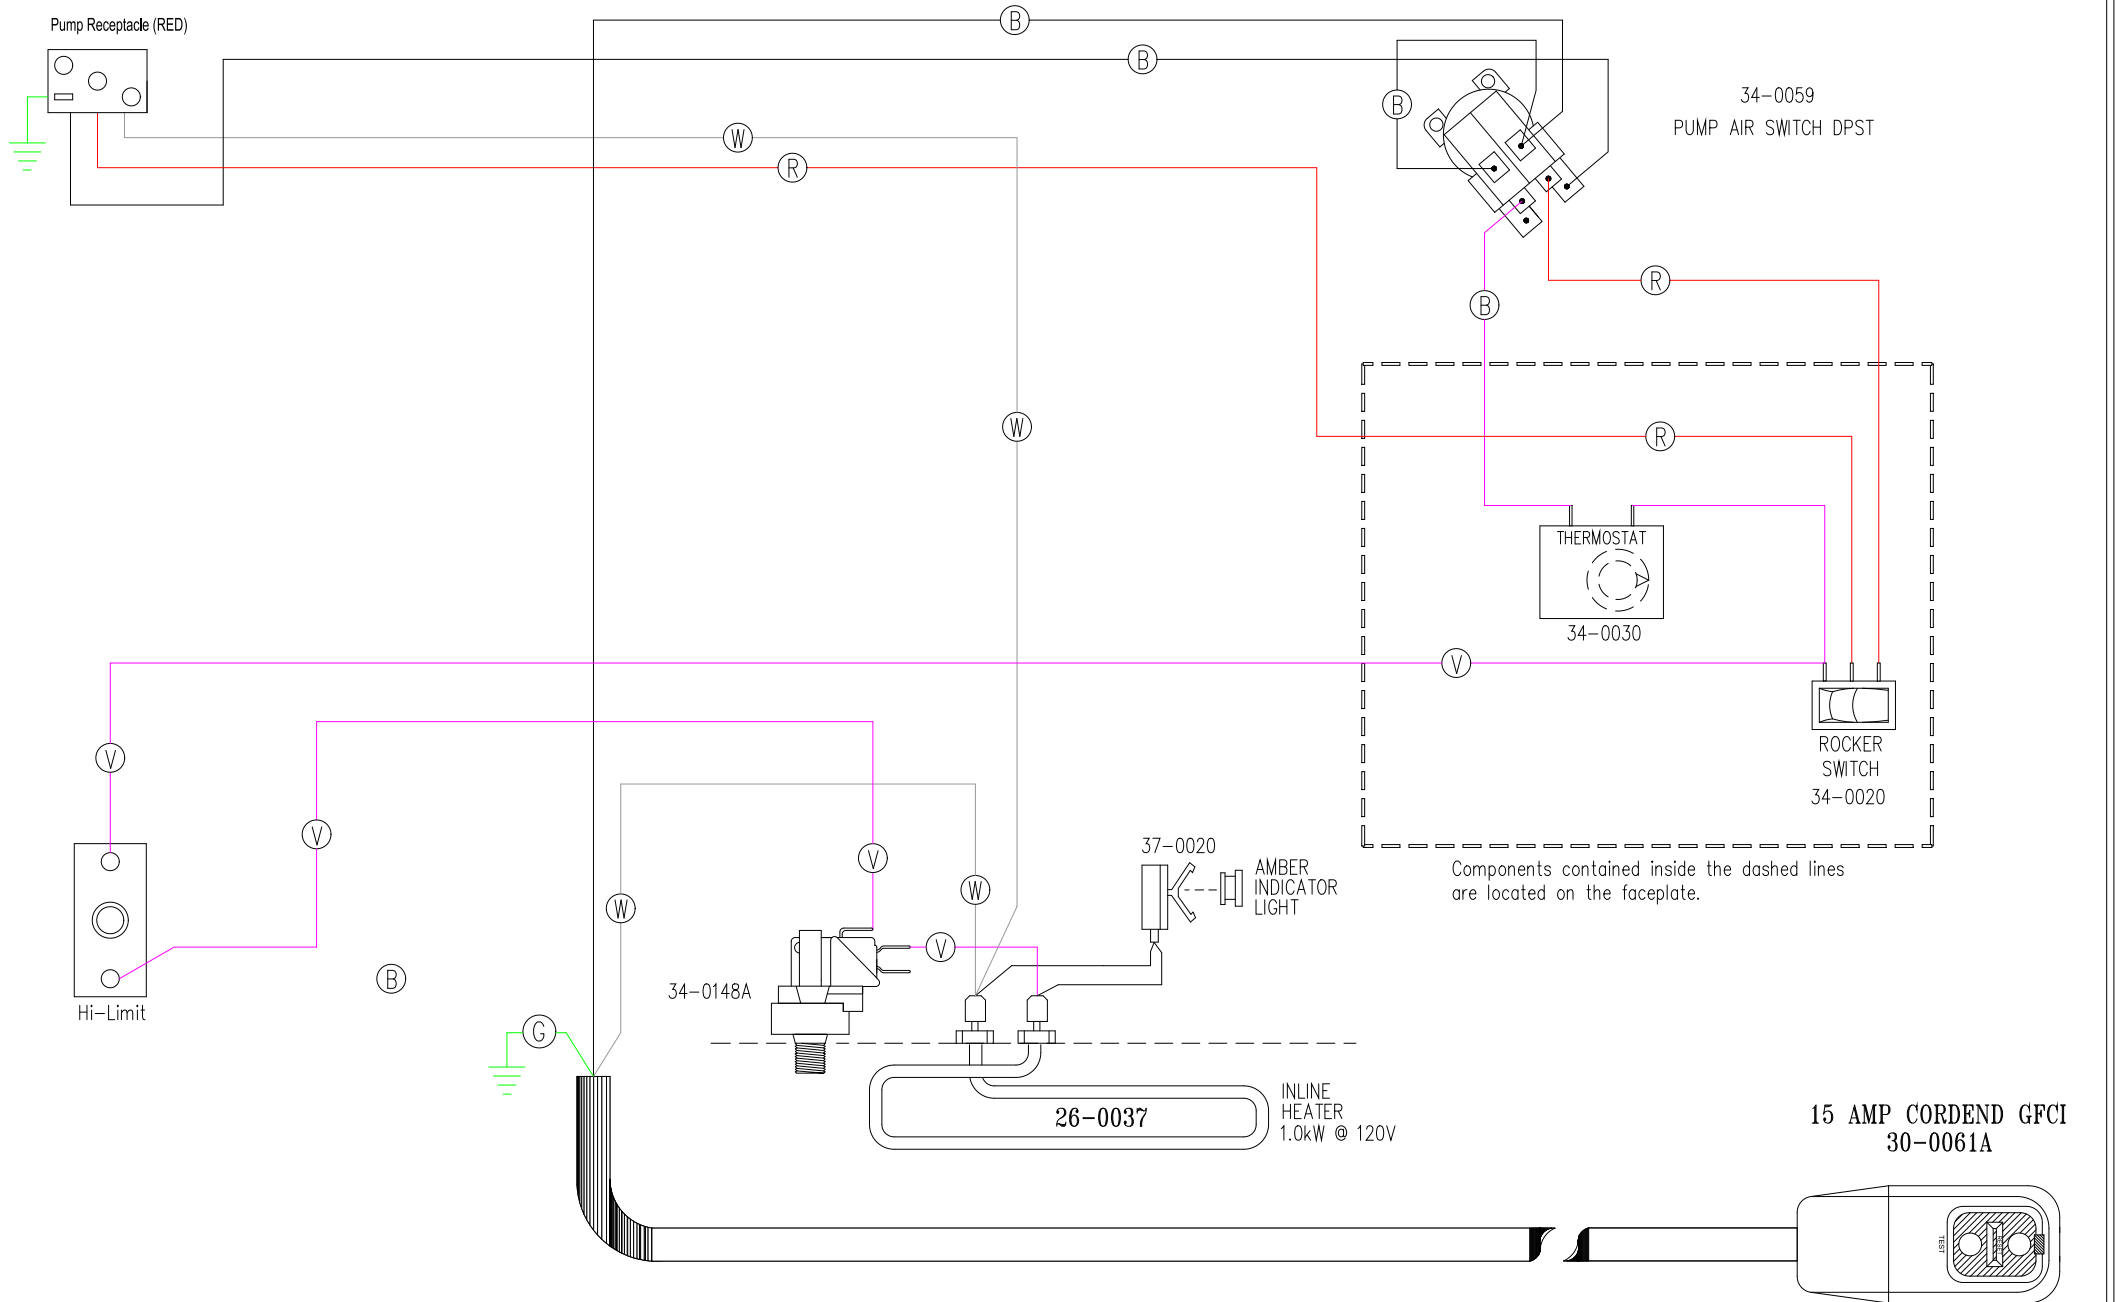 Pump Receptacle (RED)
B
B
B
34-0059
PUMP AIR SWITCH DPST
W
R
R
B
W
R
THERMOSTAT
34-0030
V
ROCKER
SWITCH
34-0020
V
V
V
W
W
37-0020
AMBER
INDICATOR
LIGHT
Components contained inside the dashed lines
are located on the faceplate.
V
B
34-0148A
Hi-Limit
G
26-0037
INLINE
HEATER
1.0kW @ 120V
15 AMP CORDEND GFCI
30-0061A
TEST
RESET